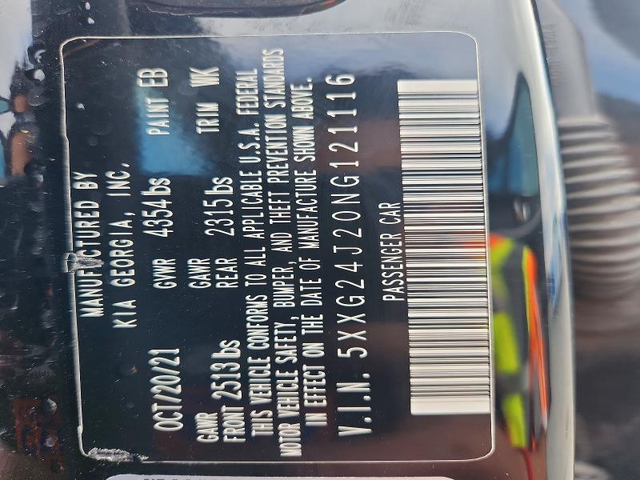 MANUFACTURED BY
KIA GEORGIA, INC.
OCT/20/21 GVWR 4354lbs PAINT EB
GAWR GAWR
FRONT 2513lbs REAR 2315lbs TRIM WK
THIS VEHICLE CONFORMS TO ALL APPLICABLE U.S.A. FEDERAL
MOTOR VEHICLE SAFETY, BUMPER, AND THEFT PREVENTION STANDARDS
IN EFFECT ON THE DATE OF MANUFACTURE SHOWN ABOVE.
V.I.N. 5XXG24J20NG121116
PASSENGER CAR